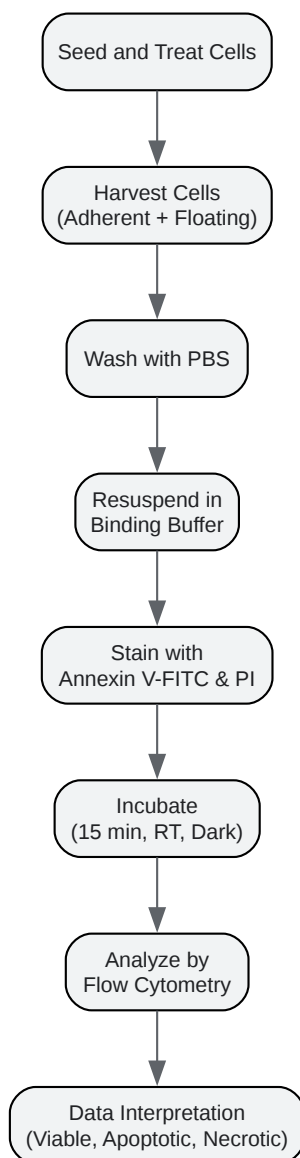 Seed and Treat Cells
Harvest Cells
(Adherent + Floating)
Wash with PBS
Resuspend in
Binding Buffer
Stain with
Annexin V-FITC & PI
Incubate
(15 min, RT, Dark)
Analyze by
Flow Cytometry
Data Interpretation
(Viable, Apoptotic, Necrotic)